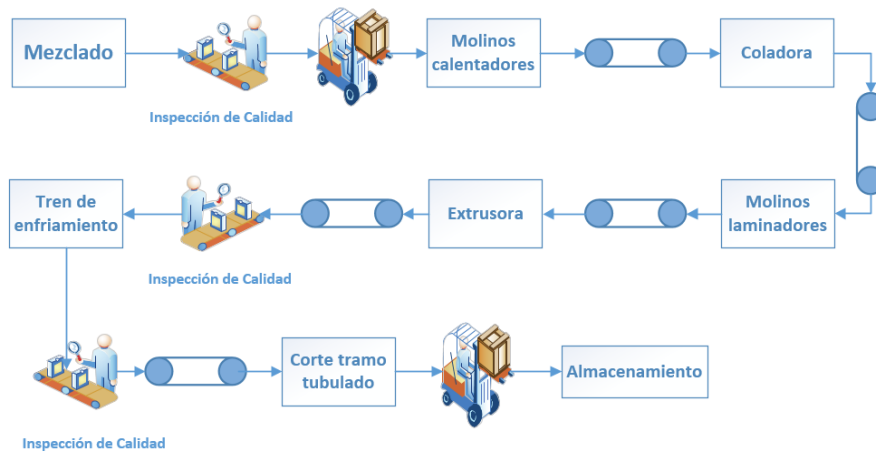 Mezclado
Inspección de Calidad
Molinos
calentadores
Coladora
Tren de
enfriamiento
Inspección de Calidad
Extrusora
Molinos
laminadores
Inspección de Calidad
Corte tramo
tubulado
Almacenamiento